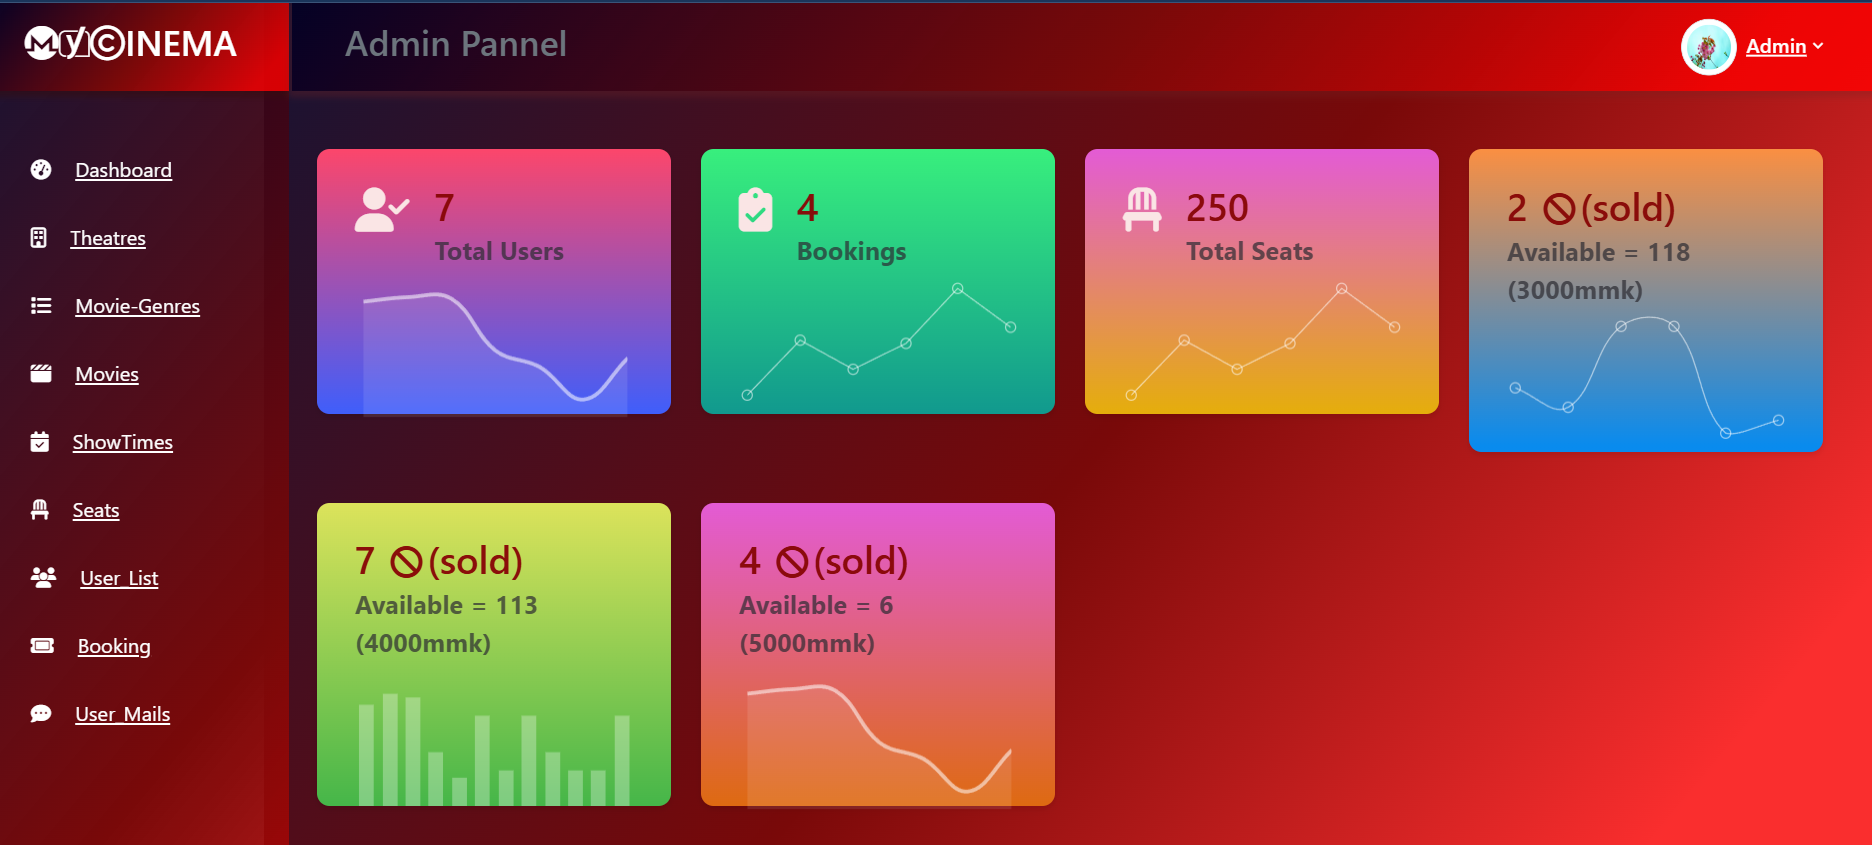 MyCINEMA
Admin Pannel
Admin
Dashboard
Theatres
Movie-Genres
Movies
ShowTimes
Seats
User_List
Booking
User_Mails
7
Total Users
4
Bookings
250
Total Seats
2 (sold)
Available = 118
(3000mmk)
7 (sold)
Available = 113
(4000mmk)
4 (sold)
Available = 6
(5000mmk)